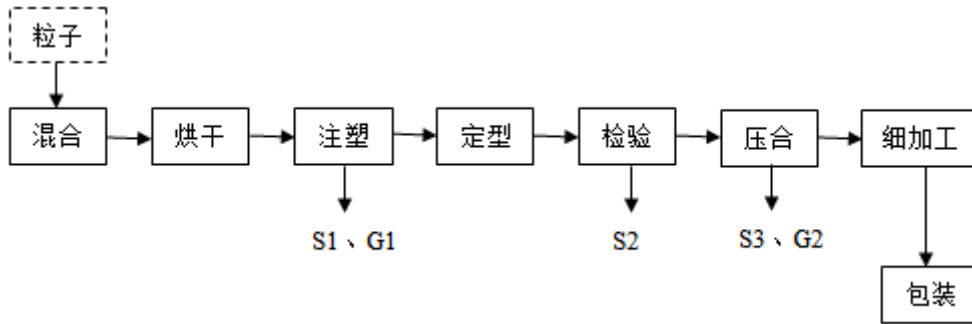 粒子
混合
烘干
注塑
定型
检验
压合
细加工
S1、G1
S2
S3、G2
包装